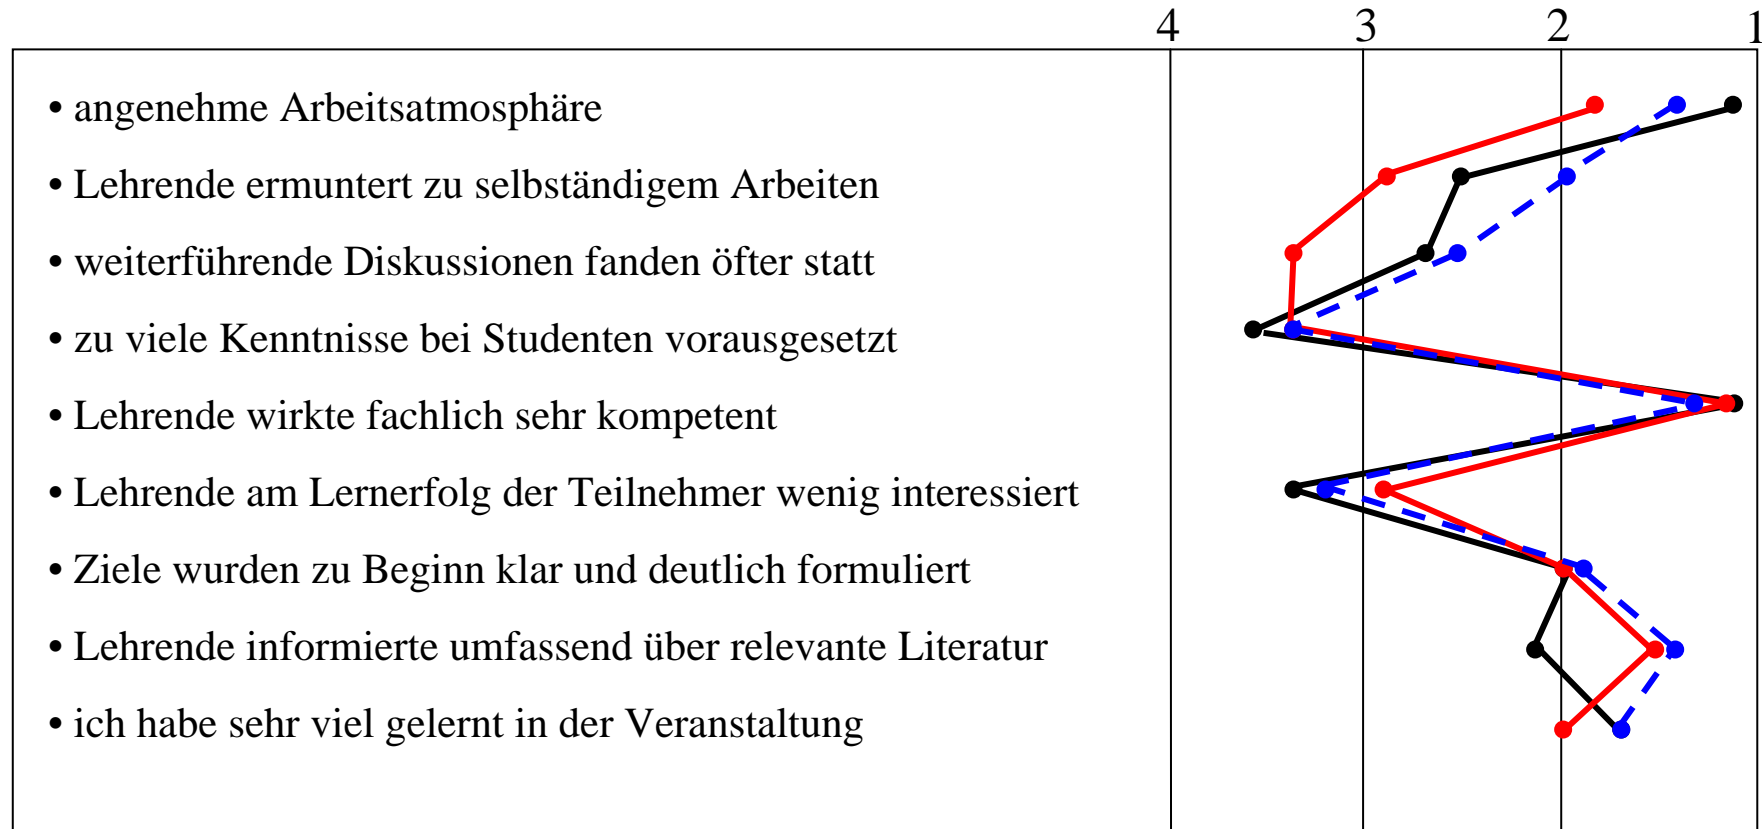 4 3 2 1
• angenehme Arbeitsatmosphäre
• Lehrende ermuntert zu selbständigem Arbeiten
• weiterführende Diskussionen fanden öfter statt
• zu viele Kenntnisse bei Studenten vorausgesetzt
• Lehrende wirkte fachlich sehr kompetent
• Lehrende am Lernerfolg der Teilnehmer wenig interessiert
• Ziele wurden zu Beginn klar und deutlich formuliert
• Lehrende informierte umfassend über relevante Literatur
• ich habe sehr viel gelernt in der Veranstaltung